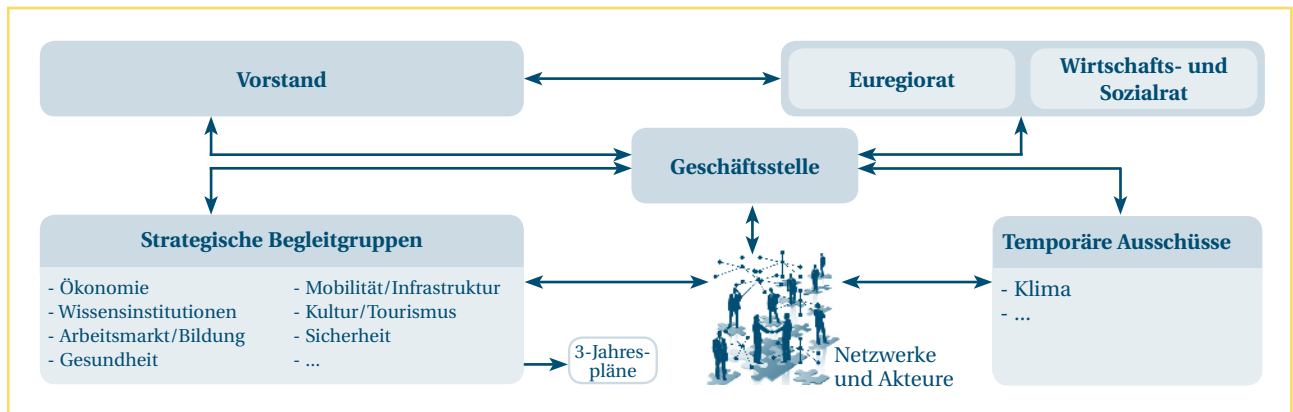 Vorstand
Euregiorat
Wirtschafts- und
Sozialrat
Geschäftsstelle
Strategische Begleitgruppen
- Ökonomie
- Wissensinstitutionen
- Arbeitsmarkt/Bildung
- Gesundheit
- Mobilität/Infrastruktur
- Kultur/Tourismus
- Sicherheit
- ...
3-Jahres-
pläne
Netzwerke
und Akteure
Temporäre Ausschüsse
- Klima
- ...